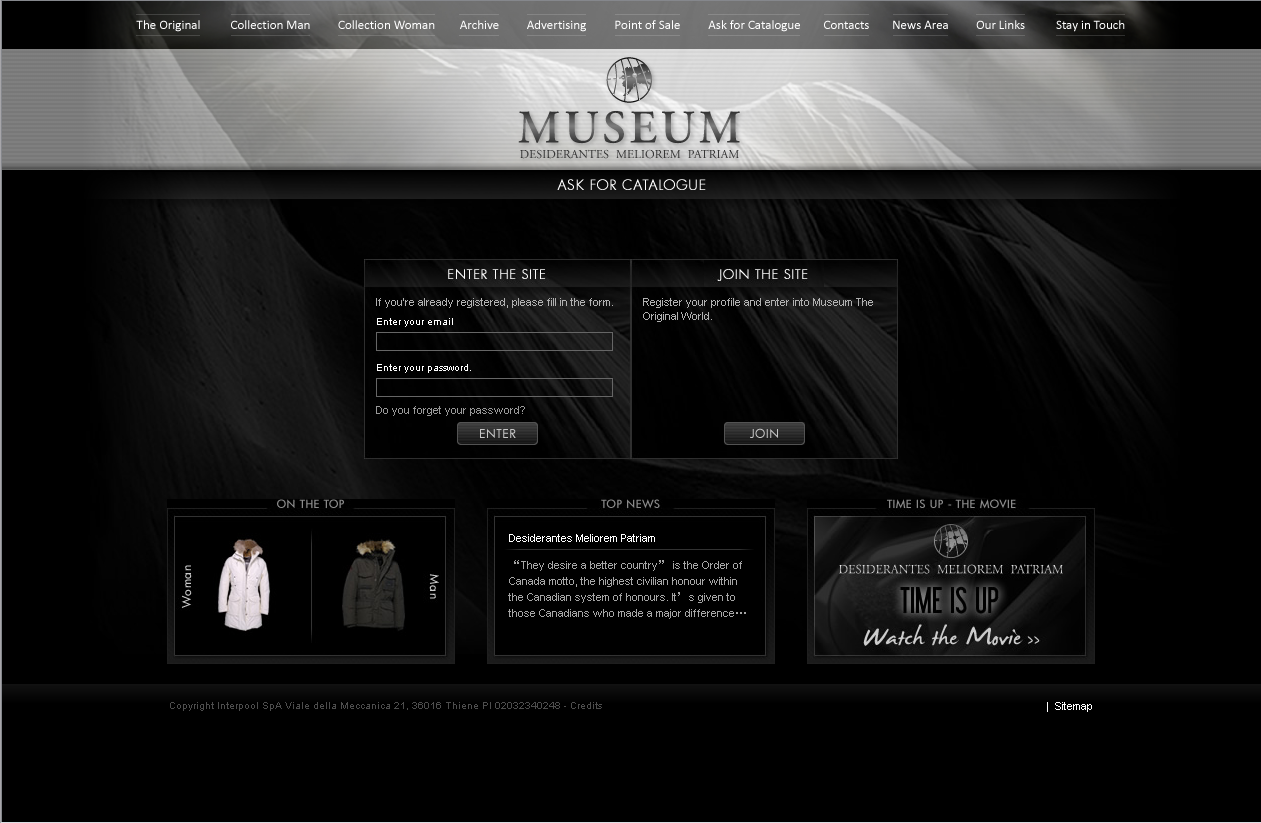 The Original Collection Man Collection Woman Archive Advertising Point of Sale Ask for Catalogue Contacts News Area Our Links Stay in Touch
MUSEUM
DESIDERANTES MELIOREM PATRIAM
ASK FOR CATALOGUE
ENTER THE SITE
If you're already registered, please fill in the form.
Enter your email
Enter your password.
Do you forget your password?
ENTER
JOIN THE SITE
Register your profile and enter into Museum The
Original World.
JOIN
ON THE TOP
Woman
Man
TOP NEWS
Desiderantes Meliorem Patriam
“They desire a better country” is the Order of
Canada motto, the highest civilian honour within
the Canadian system of honours. It’s given to
those Canadians who made a major difference…
TIME IS UP - THE MOVIE
DESIDERANTES MELIOREM PATRIAM
TIME IS UP
Watch the Movie >>
Copyright Interpool SpA Viale della Meccanica 21, 36016 Thiene PI 02032340248 - Credits
| Sitemap